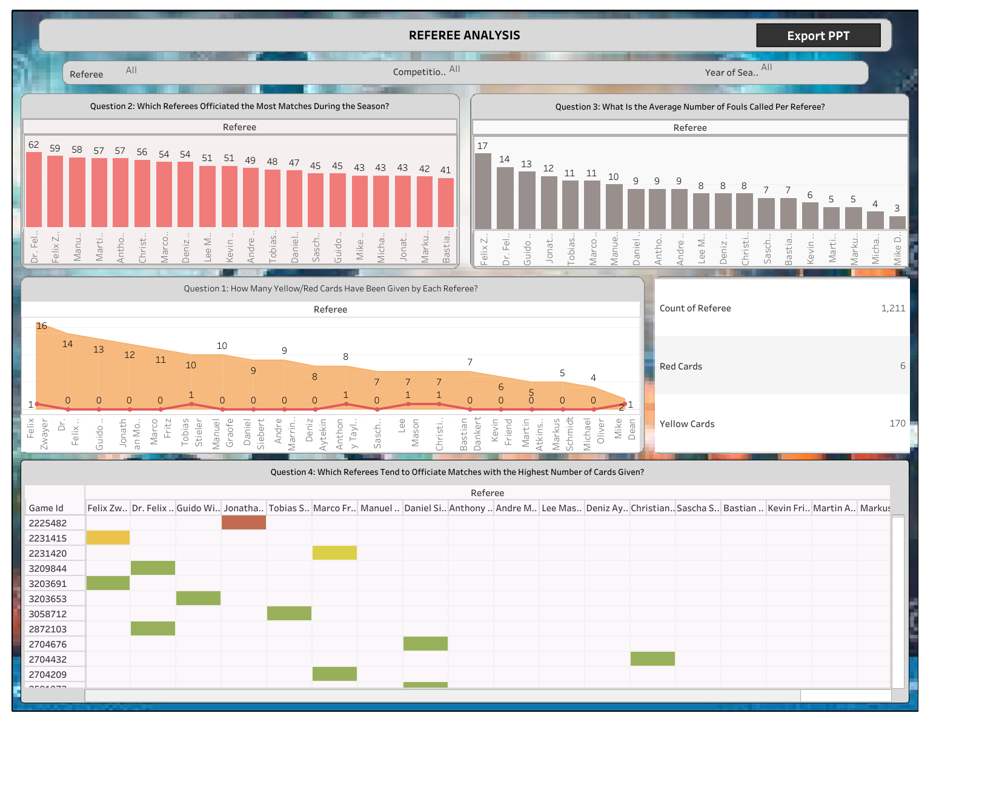 REFEREE ANALYSIS
Export PPT
Referee All Competitio.. All Year of Sea.. All
Question 2: Which Referees Officiated the Most Matches During the Season?
Referee
62 59 58 57 57 56 54 54 51 51 49 48 47 45 45 43 43 43 42 41
Dr. Fel.. Felix Z.. Manu.. Marti.. Antho.. Christ.. Marco.. Deniz .. Lee M.. Kevin .. Andre .. Tobias.. Daniel.. Sasch.. Guido .. Mike .. Micha.. Jonat.. Marku.. Bastia..
Question 3: What Is the Average Number of Fouls Called Per Referee?
Referee
17 14 13 12 11 11 10 9 9 9 8 8 8 7 7 6 5 5 4 3
Felix Z.. Dr. Fel.. Guido .. Jonat.. Tobias.. Marco .. Manue.. Daniel .. Antho.. Andre .. Lee M.. Deniz .. Christi.. Sasch.. Bastia.. Kevin .. Marti.. Marku.. Micha.. Mike D..
Question 1: How Many Yellow/Red Cards Have Been Given by Each Referee?
Referee
16 14 13 12 11 10 10 9 9 8 8 7 7 7 7 6 5 5 4 2
1 0 0 0 0 1 0 0 0 0 1 0 1 1 0 0 0 0 0 1
Felix Zwayer
Dr. Felix ..
Guido ..
Jonath an Mo..
Marco Fritz
Tobias Stieler
Manuel Graofe
Daniel Siebert
Andre Marrin..
Deniz Aytekin
Anthon y Tayl..
Sasch..
Lee Mason
Christi..
Bastian Dankert
Kevin Friend
Martin Atkins..
Markus Schmidt
Michael Oliver
Mike Dean
Count of Referee 1,211
Red Cards 6
Yellow Cards 170
Question 4: Which Referees Tend to Officiate Matches with the Highest Number of Cards Given?
Referee
Game Id Felix Zw.. Dr. Felix .. Guido Wi.. Jonatha.. Tobias S.. Marco Fr.. Manuel .. Daniel Si.. Anthony .. Andre M.. Lee Mas.. Deniz Ay.. Christian.. Sascha S.. Bastian .. Kevin Fri.. Martin A.. Markus
2225482
2231415
2231420
3209844
3203691
3203653
3058712
2872103
2704676
2704432
2704209